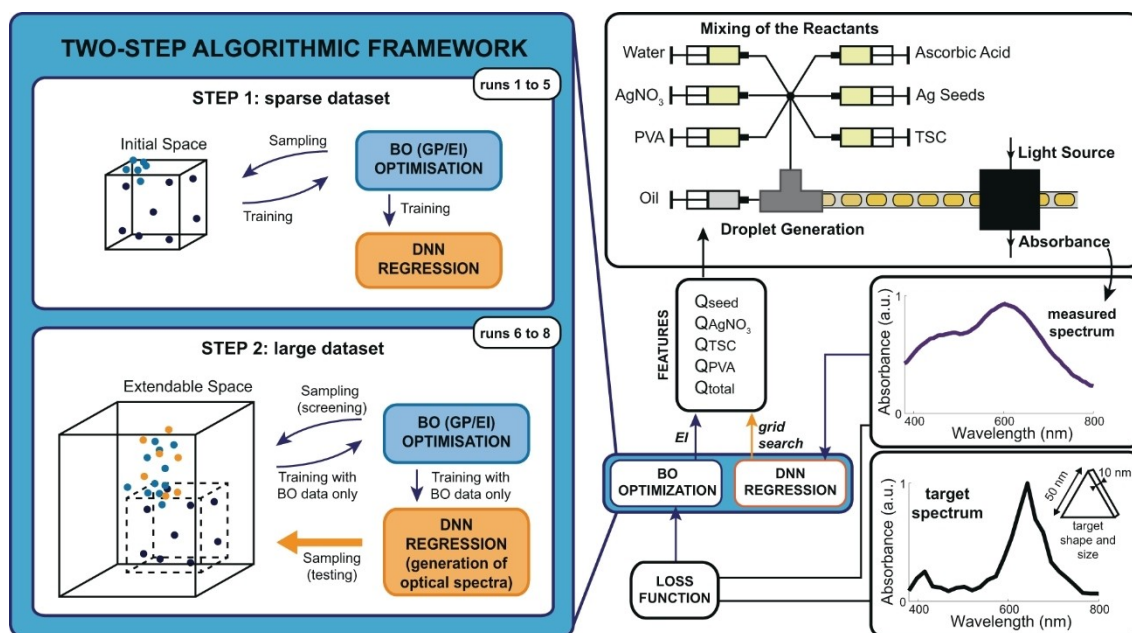 TWO-STEP ALGORITHMIC FRAMEWORK
runs 1 to 5
STEP 1: sparse dataset
Initial Space
Sampling
Training
BO (GP/EI)
OPTIMISATION
Training
DNN
REGRESSION
runs 6 to 8
STEP 2: large dataset
Extendable Space
Sampling
(screening)
Training with
BO data only
BO (GP/EI)
OPTIMISATION
Training with
BO data only
DNN
REGRESSION
(generation of
optical spectra)
Sampling
(testing)
Mixing of the Reactants
Water
AgNO₃
PVA
Oil
Ascorbic Acid
Ag Seeds
TSC
Light Source
Droplet Generation
Absorbance
FEATURES
Qseed
QAgNO₃
QTSC
QPVA
Qtotal
EI
grid
search
BO
OPTIMIZATION
DNN
REGRESSION
LOSS
FUNCTION
Absorbance (a.u.)
1
0
400
600
800
Wavelength (nm)
measured
spectrum
Absorbance (a.u.)
1
0
400
600
800
Wavelength (nm)
target
spectrum
50 nm
10 nm
target
shape and
size